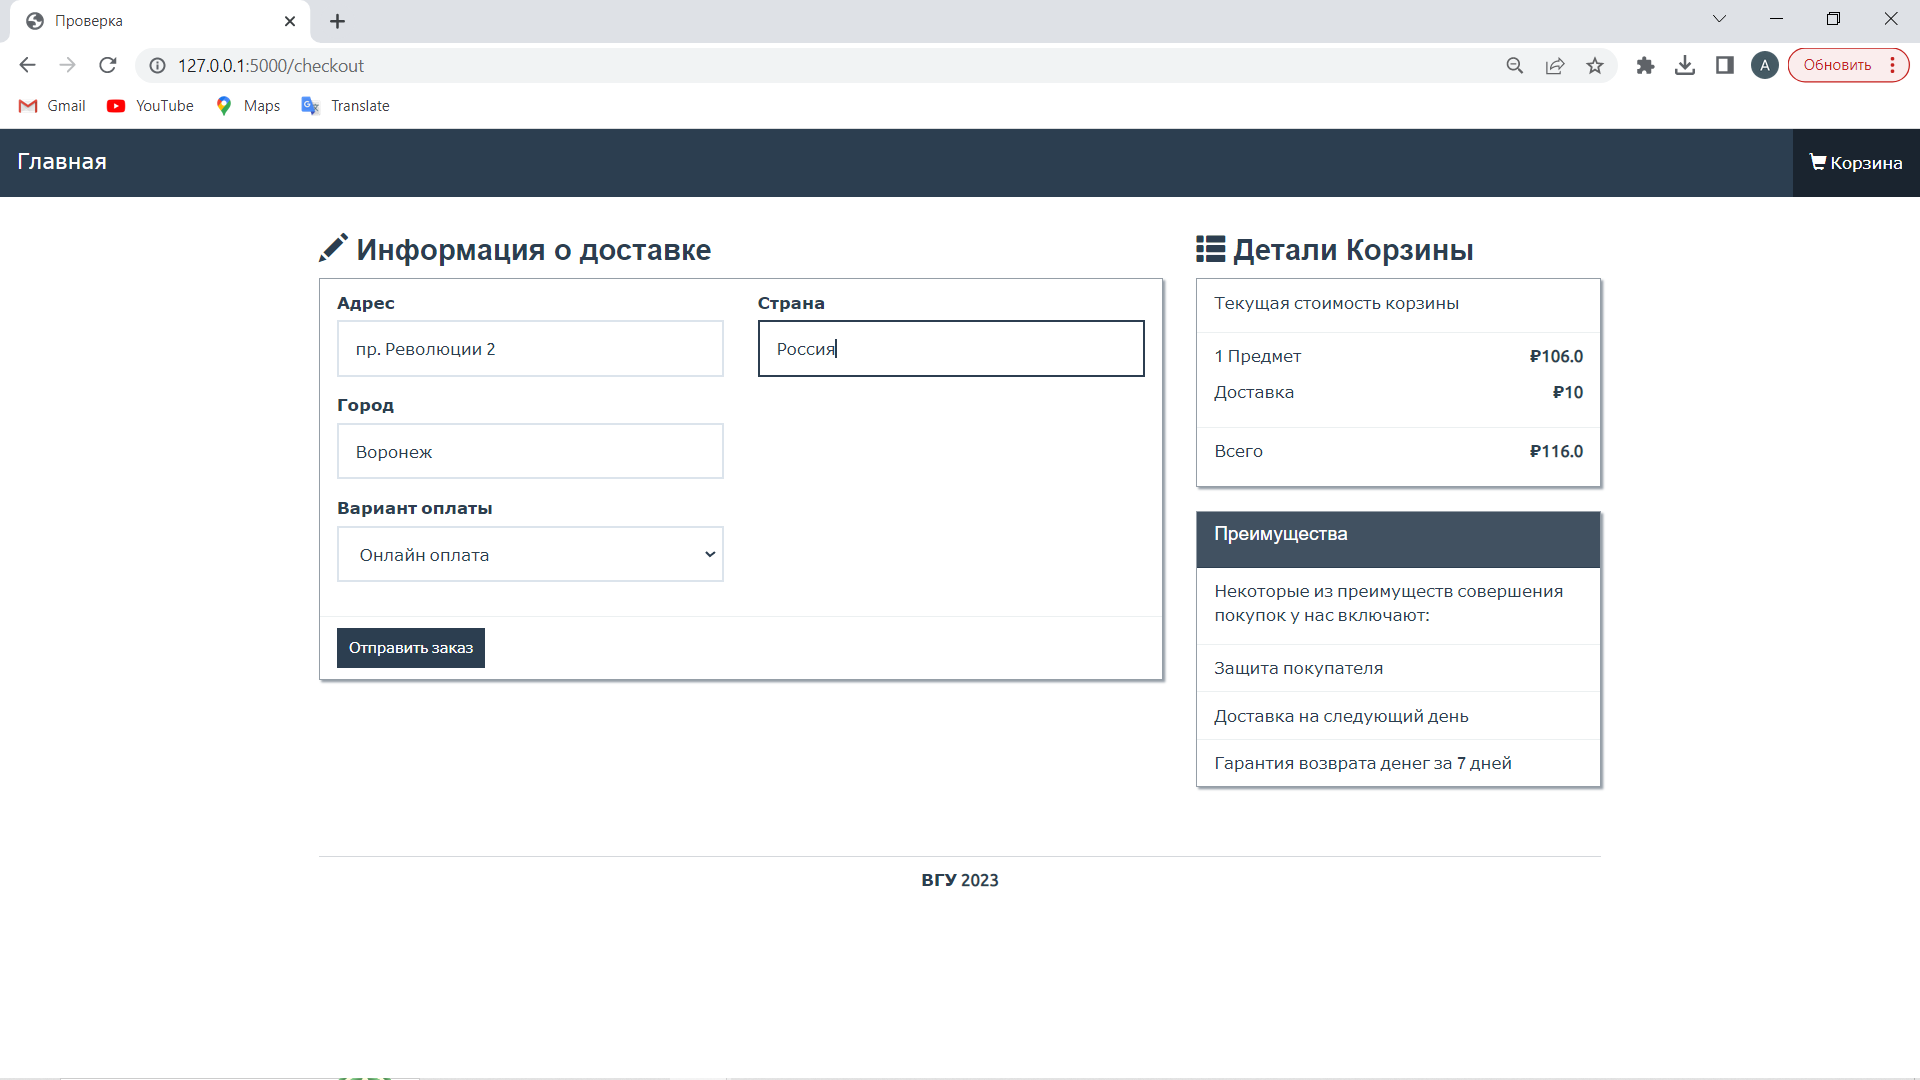 Проверка
127.0.0.1:5000/checkout
A
Обновить
Gmail
YouTube
Maps
Translate
Главная
Корзина
Информация о доставке
Адрес
Страна
пр. Революции 2
Россия
Город
Воронеж
Вариант оплаты
Онлайн оплата
Отправить заказ
Детали Корзины
Текущая стоимость корзины
1 Предмет ₽106.0
Доставка ₽10
Всего ₽116.0
Преимущества
Некоторые из преимуществ совершения
покупок у нас включают:
Защита покупателя
Доставка на следующий день
Гарантия возврата денег за 7 дней
ВГУ 2023